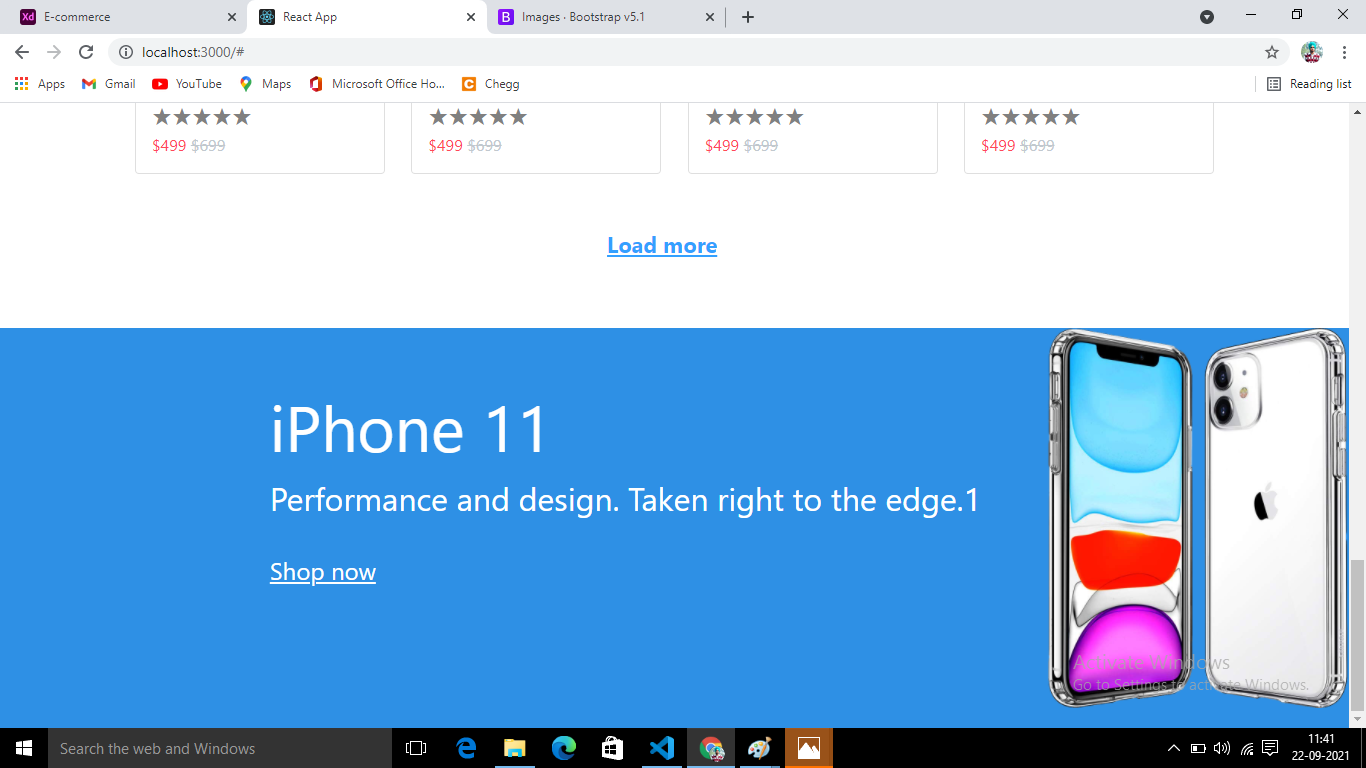 E-commerce
React App
Images · Bootstrap v5.1
localhost:3000/#
Apps
Gmail
YouTube
Maps
Microsoft Office Ho...
Chegg
Reading list
★★★★★ ★★★★★ ★★★★★ ★★★★★
$499 $699 $499 $699 $499 $699 $499 $699
Load more
iPhone 11
Performance and design. Taken right to the edge.1
Shop now
Activate Windows
Go to Settings to activate Windows.
Search the web and Windows
11:41
22-09-2021